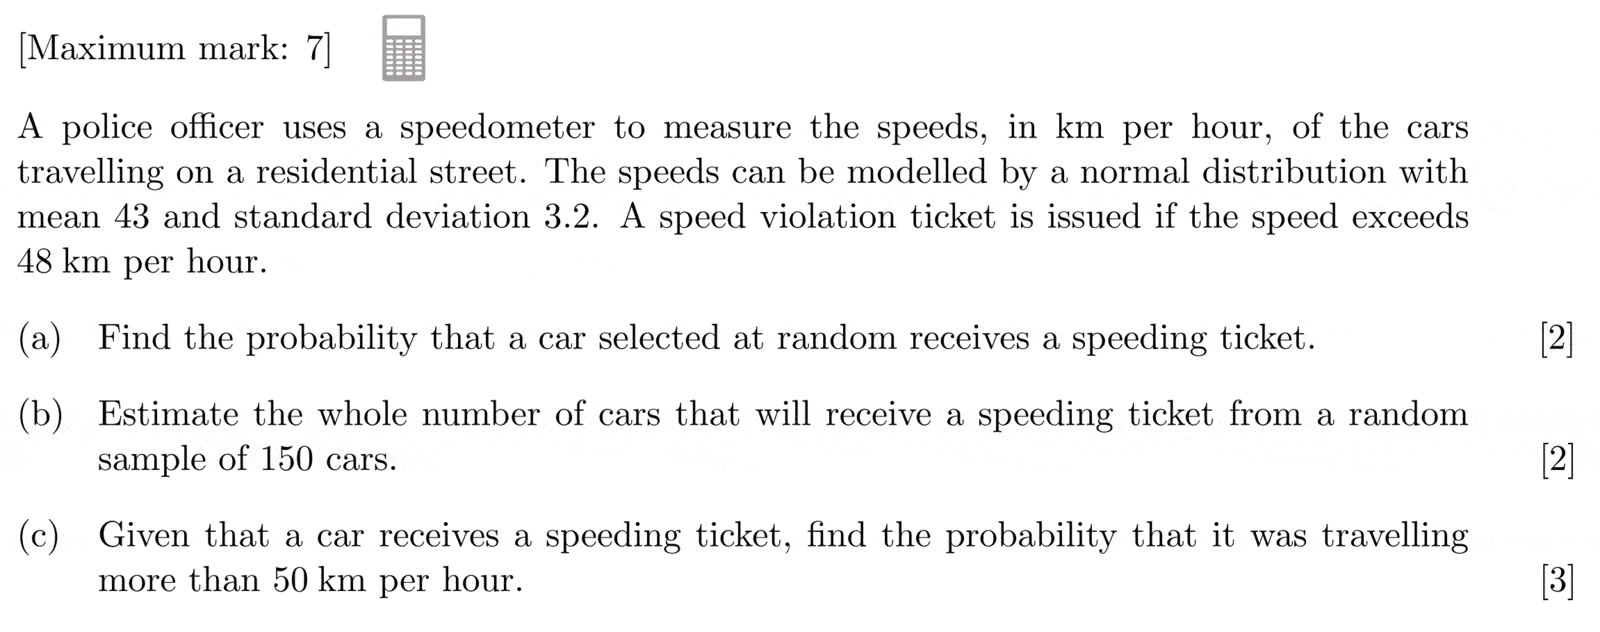 [Maximum mark: 7]
A police officer uses a speedometer to measure the speeds, in km per hour, of the cars
travelling on a residential street. The speeds can be modelled by a normal distribution with
mean 43 and standard deviation 3.2. A speed violation ticket is issued if the speed exceeds
48 km per hour.
(a) Find the probability that a car selected at random receives a speeding ticket. [2]
(b) Estimate the whole number of cars that will receive a speeding ticket from a random
sample of 150 cars. [2]
(c) Given that a car receives a speeding ticket, find the probability that it was travelling
more than 50 km per hour. [3]